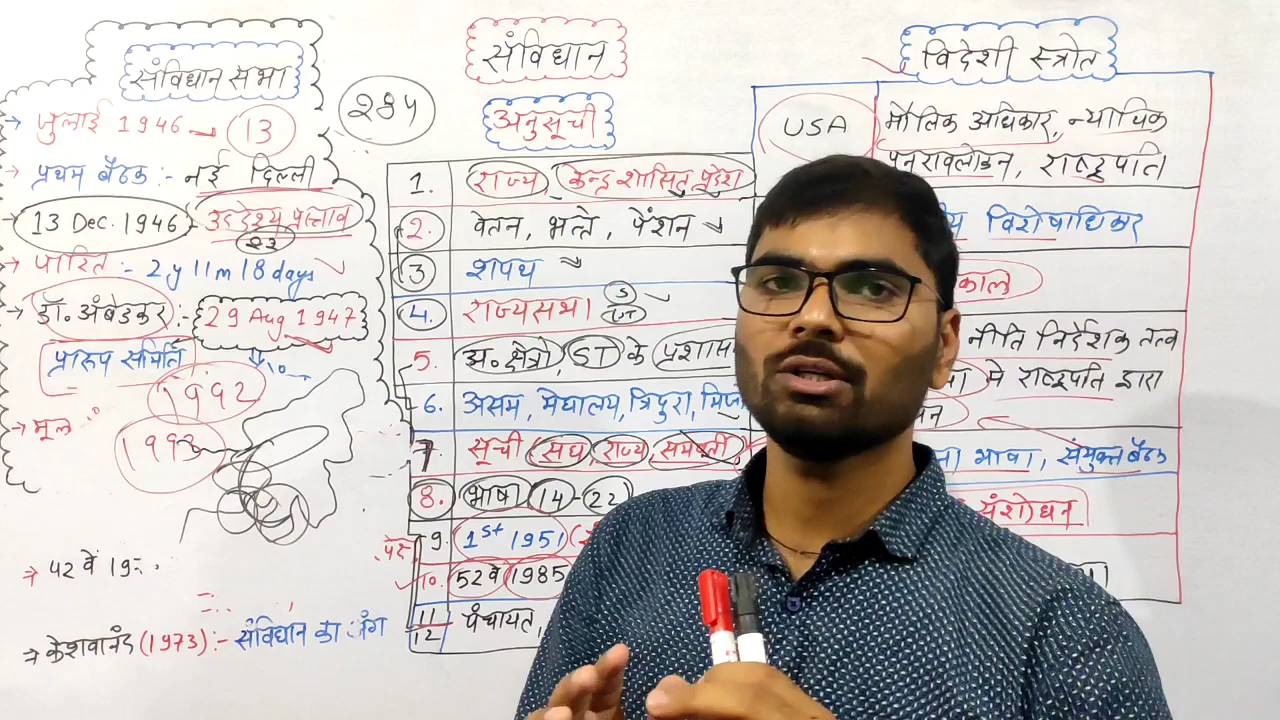 संविधान सभा
जुलाई 1946 → 13
→ प्रथम बैठक :- नई दिल्ली
→ 13 Dec. 1946 - उद्देश्य प्रस्ताव
→ पारित :- 2y 11m 18 days
→ डॉ. अंबेडकर :- 29 Aug 1947
प्रारूप समिति
1992
→ मूल
1993
→ 42 वे 19
→ केशवानंद (1973) :- संविधान का अंग
284
संविधान
अनुसूची
1. राज्य केन्द्र शासित प्रदेश
2. वेतन, भत्ते, पेंशन
3 शपथ
4. राज्यसभा S UT
5. अ० क्षेत्रो, ST के प्रशास
6. असम, मेघालय, त्रिपुरा, मिजो
7. सूची (संघ, राज्य, समवर्ती,
8. भाषा 14-22
9. 1st 1951
10. 52वे 1985
11 पंचायत,
12
विदेशी स्त्रोत
USA मौलिक अधिकार, न्यायिक
पुनरावलोकन, राष्ट्रपति
य विशेषाधिकार
काल
नीति निर्देशक तत्व
मे राष्ट्रपति द्वारा
भाषा, संयुक्त बैठक
संशोधन